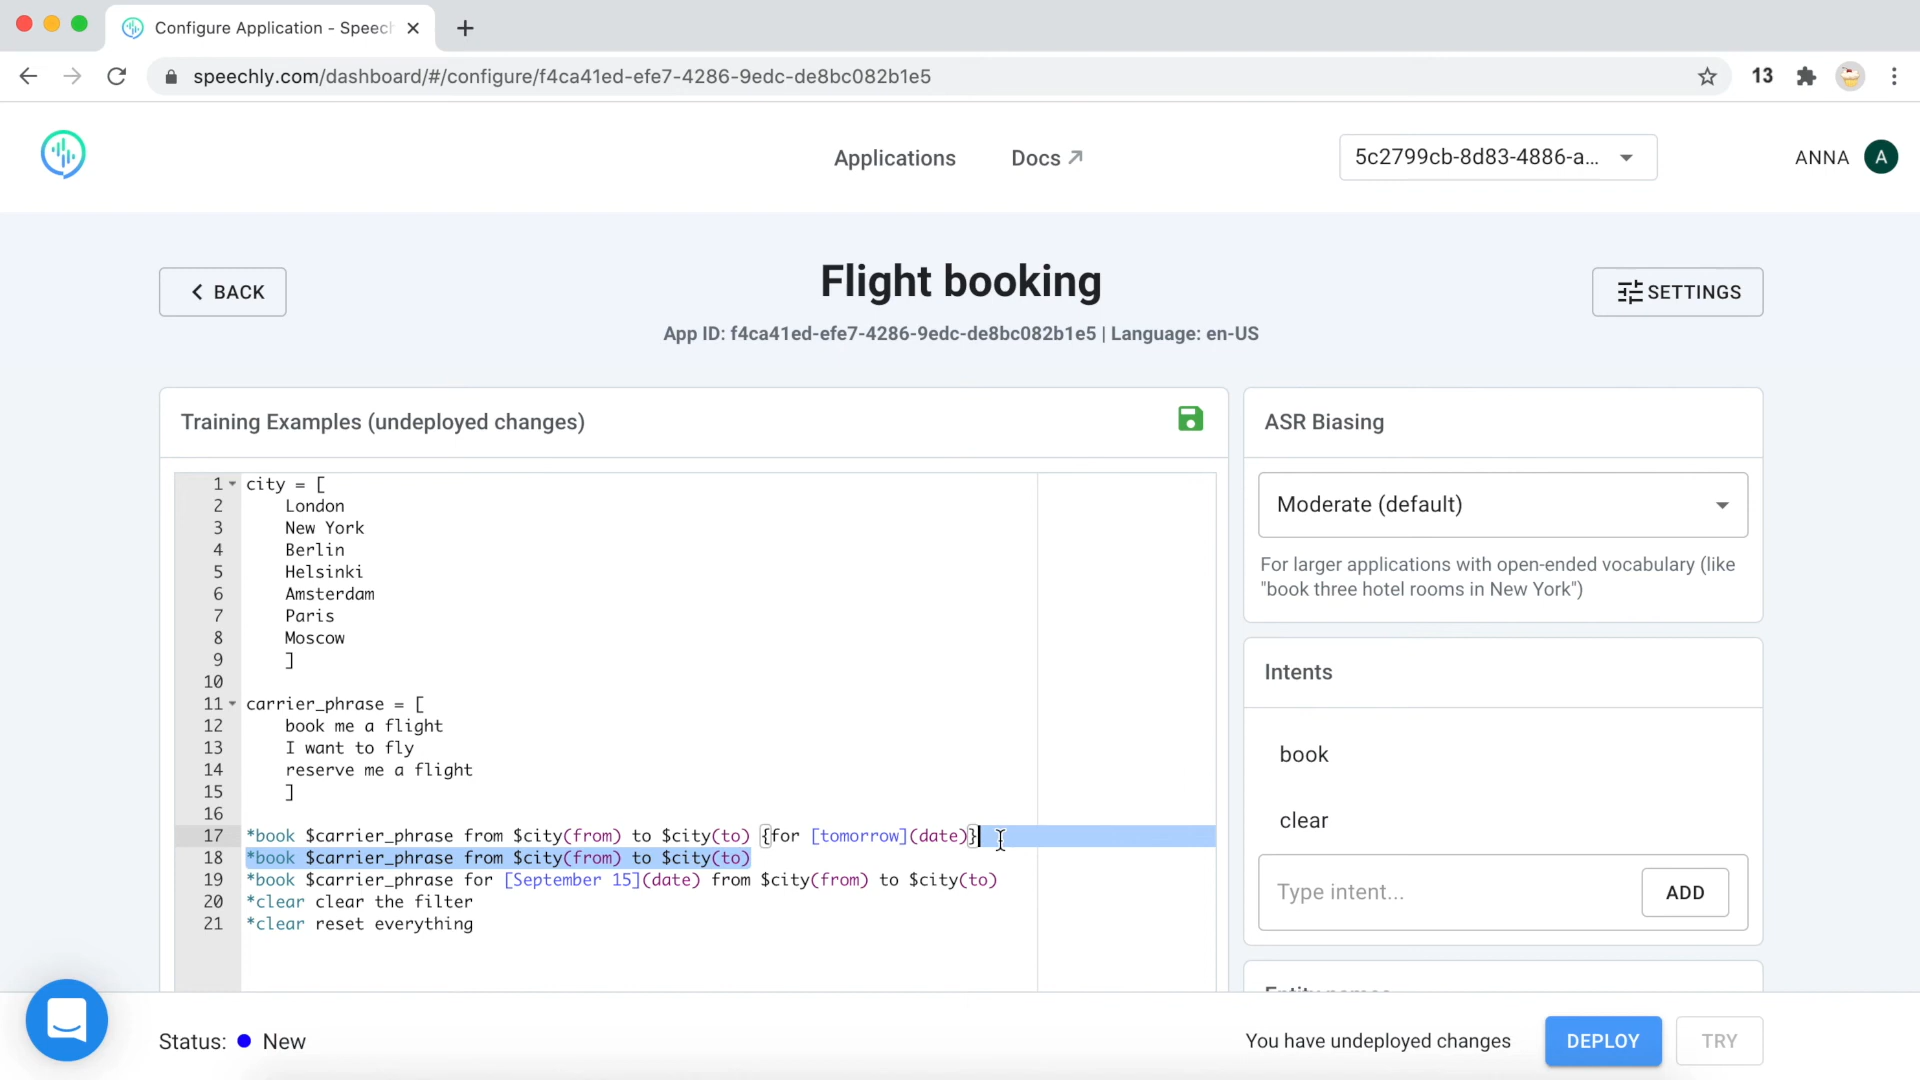 Configure Application - Speech
speechly.com/dashboard/#/configure/f4ca41ed-efe7-4286-9edc-de8bc082b1e5
13
Applications
Docs
5c2799cb-8d83-4886-a...
ANNA
A
BACK
Flight booking
SETTINGS
App ID: f4ca41ed-efe7-4286-9edc-de8bc082b1e5 | Language: en-US
Training Examples (undeployed changes)
1 city = [
2 London
3 New York
4 Berlin
5 Helsinki
6 Amsterdam
7 Paris
8 Moscow
9 ]
10
11 carrier_phrase = [
12 book me a flight
13 I want to fly
14 reserve me a flight
15 ]
16
17 *book $carrier_phrase from $city(from) to $city(to) {for [tomorrow](date)}
18 *book $carrier_phrase from $city(from) to $city(to)
19 *book $carrier_phrase for [September 15](date) from $city(from) to $city(to)
20 *clear clear the filter
21 *clear reset everything
ASR Biasing
Moderate (default)
For larger applications with open-ended vocabulary (like
"book three hotel rooms in New York")
Intents
book
clear
Type intent...
ADD
Status: New
You have undeployed changes
DEPLOY
TRY